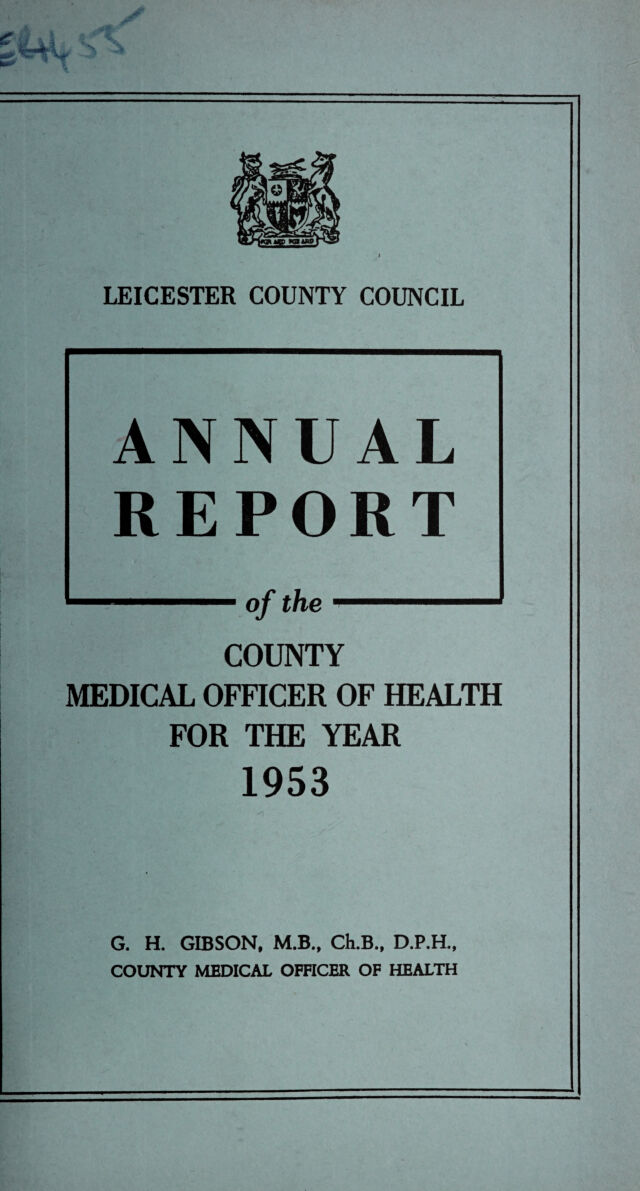 LEICESTER COUNTY COUNCIL
ANNUAL
REPORT
of the
COUNTY
MEDICAL OFFICER OF HEALTH
FOR THE YEAR
1953
G. H. GIBSON, M.B., Ch.B., D.P.H.,
COUNTY MEDICAL OFFICER OF HEALTH